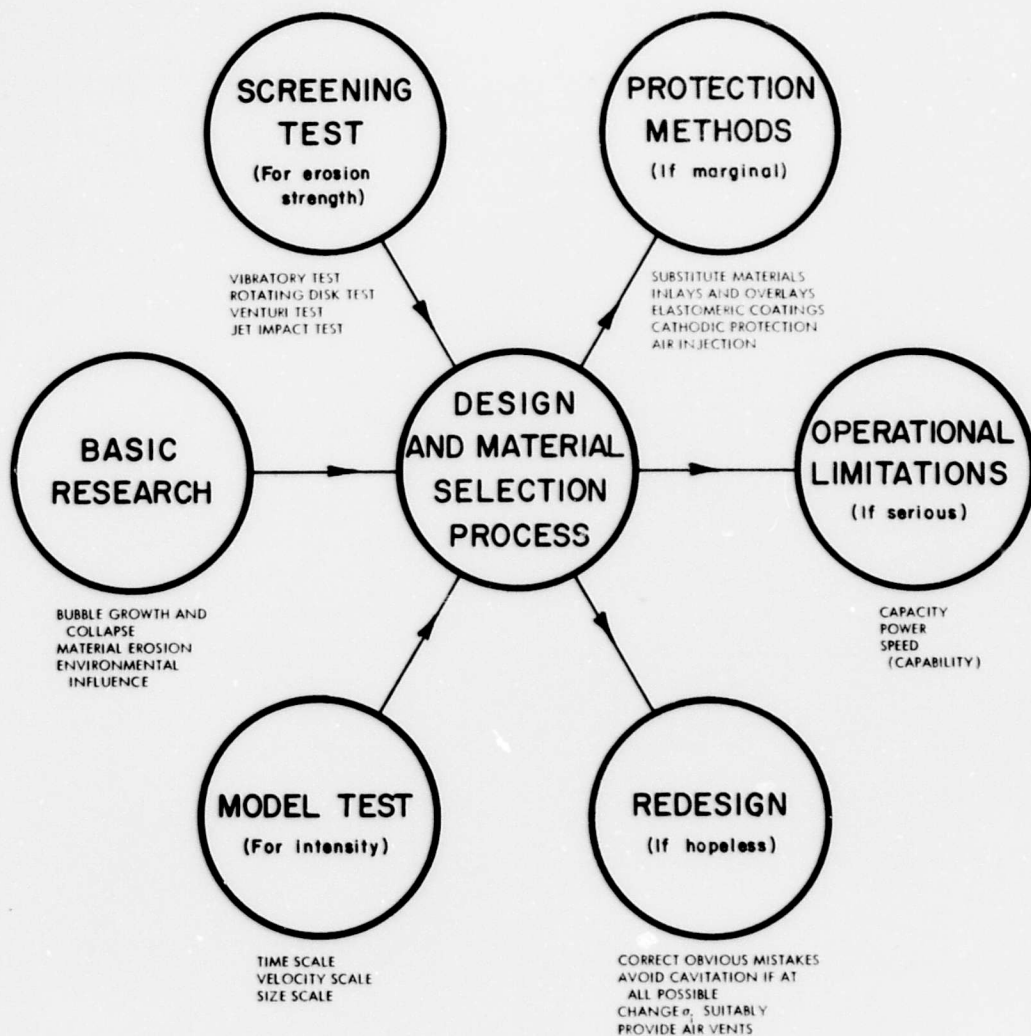 SCREENING
TEST
(For erosion
strength)
VIBRATORY TEST
ROTATING DISK TEST
VENTURI TEST
JET IMPACT TEST
PROTECTION
METHODS
(If marginal)
SUBSTITUTE MATERIALS
INLAYS AND OVERLAYS
ELASTOMERIC COATINGS
CATHODIC PROTECTION
AIR INJECTION
BASIC
RESEARCH
BUBBLE GROWTH AND
COLLAPSE
MATERIAL EROSION
ENVIRONMENTAL
INFLUENCE
DESIGN
AND MATERIAL
SELECTION
PROCESS
OPERATIONAL
LIMITATIONS
(If serious)
CAPACITY
POWER
SPEED
(CAPABILITY)
MODEL TEST
(For intensity)
TIME SCALE
VELOCITY SCALE
SIZE SCALE
REDESIGN
(If hopeless)
CORRECT OBVIOUS MISTAKES
AVOID CAVITATION IF AT
ALL POSSIBLE
CHANGE σi SUITABLY
PROVIDE AIR VENTS